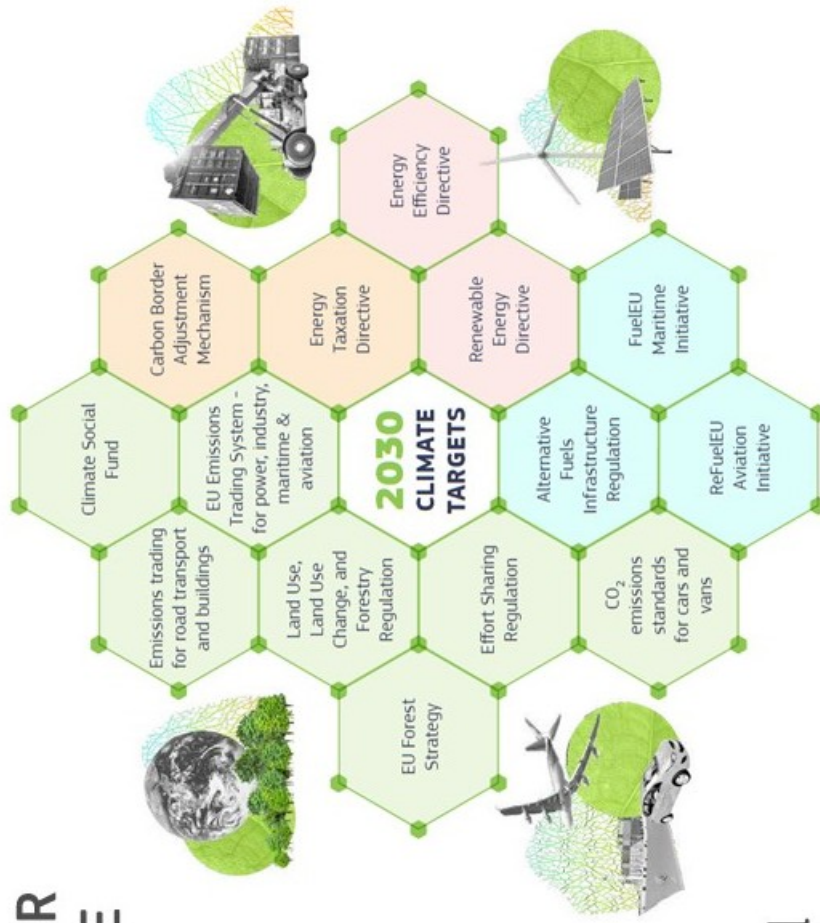 R
E
Climate Social
Fund
Emissions trading
for road transport
and buildings
Carbon Border
Adjustment
Mechanism
EU Emissions
Trading System -
for power, industry,
maritime &
aviation
Land Use,
Land Use
Change, and
Forestry
Regulation
Energy
Taxation
Directive
EU Forest
Strategy
2030
CLIMATE
TARGETS
Energy
Efficiency
Directive
Effort Sharing
Regulation
Renewable
Energy
Directive
Alternative
Fuels
Infrastructure
Regulation
CO₂
emissions
standards
for cars and
vans
FuelEU
Maritime
Initiative
ReFuelEU
Aviation
Initiative